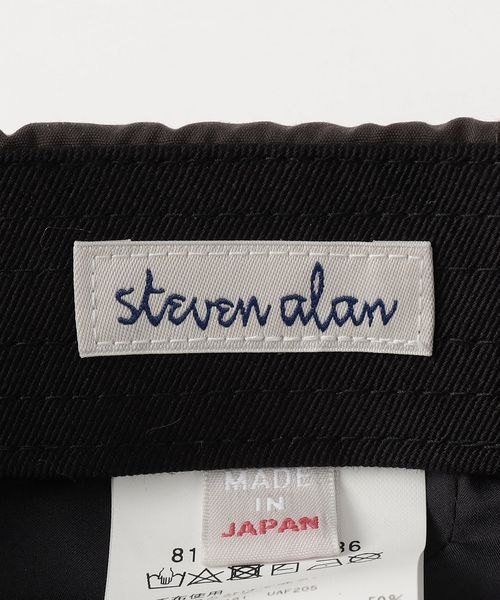 steven alan
MADE
IN
JAPAN
81 36
UAF205
50%